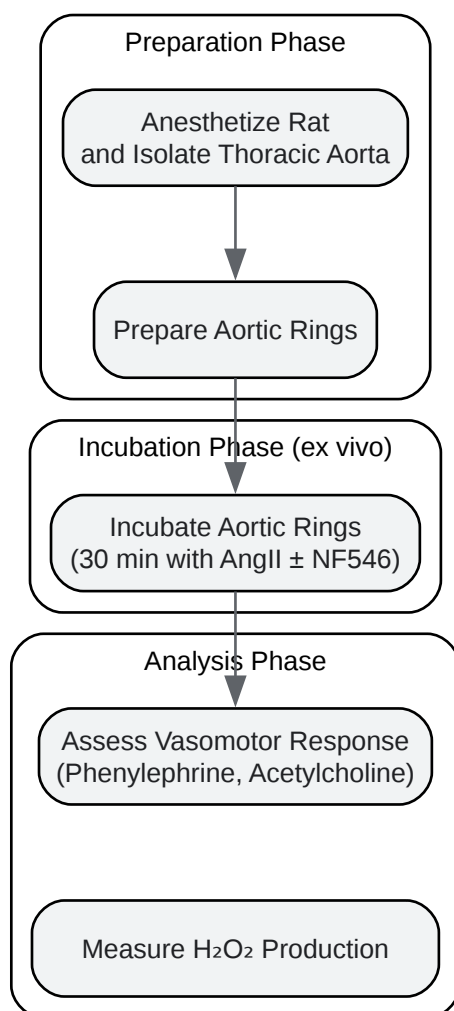 Preparation Phase
Anesthetize Rat
and Isolate Thoracic Aorta
Prepare Aortic Rings
Incubation Phase (ex vivo)
Incubate Aortic Rings
(30 min with AngII ± NF546)
Analysis Phase
Assess Vasomotor Response
(Phenylephrine, Acetylcholine)
Measure H₂O₂ Production